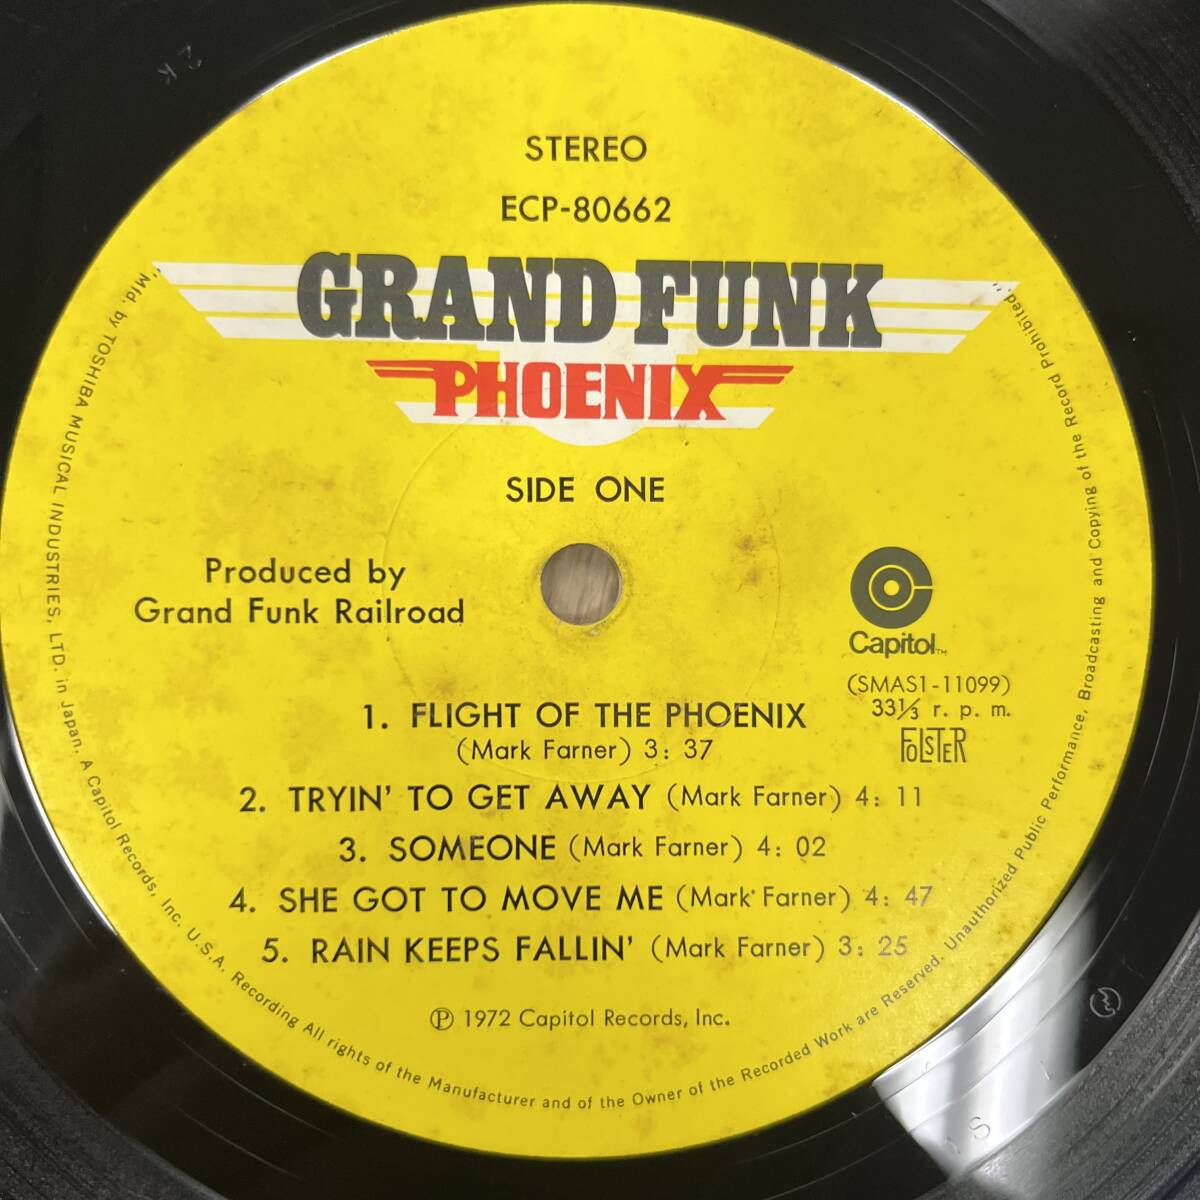 STEREO
ECP-80662
GRAND FUNK
PHOENIX
SIDE ONE
Produced by
Grand Funk Railroad
Capitol™
(SMAS1-11099)
33⅓ r. p. m.
FOLSTER
1. FLIGHT OF THE PHOENIX
(Mark Farner) 3: 37
2. TRYIN' TO GET AWAY (Mark Farner) 4: 11
3. SOMEONE (Mark Farner) 4: 02
4. SHE GOT TO MOVE ME (Mark Farner) 4: 47
5. RAIN KEEPS FALLIN' (Mark Farner) 3: 25
℗ 1972 Capitol Records, Inc.
Mfd. by TOSHIBA MUSICAL INDUSTRIES, LTD. in Japan, A Capitol Records, Inc. U.S.A. Recording All rights of the Manufacturer and of the Owner of the Recorded Work are Reserved. Unauthorized Public Performance, Broadcasting and Copying of the Record Prohibited.
2K
S